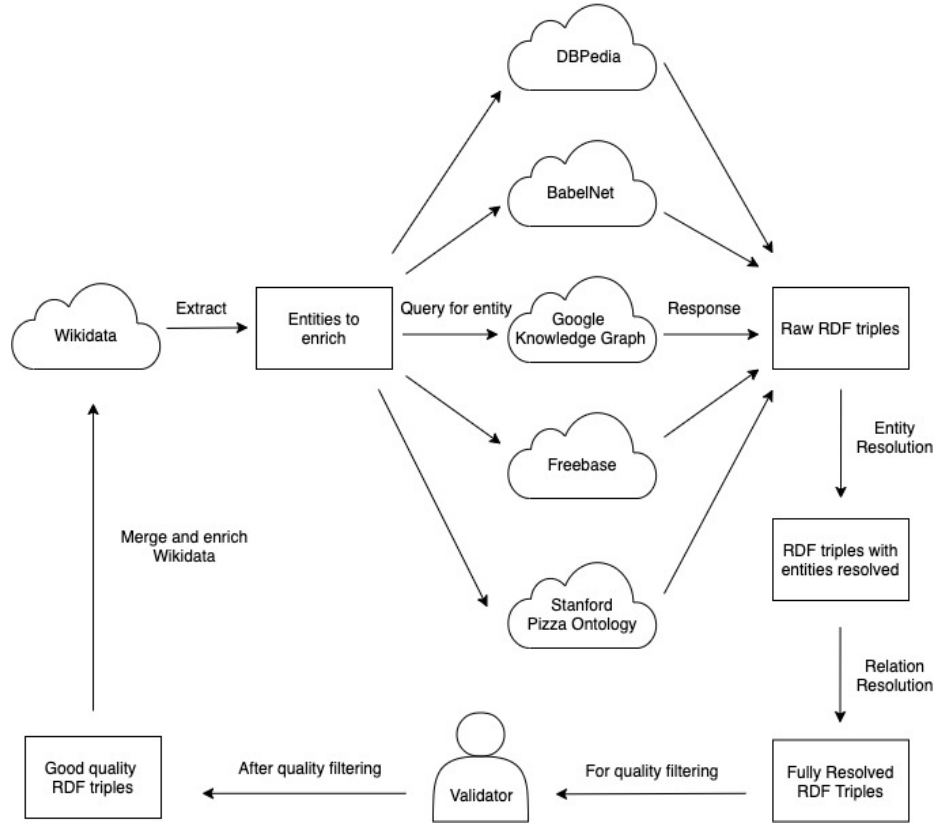 DBPedia
BabelNet
Extract
Query for entity
Response
Wikidata
Entities to
enrich
Google
Knowledge Graph
Raw RDF triples
Entity
Resolution
Freebase
Merge and enrich
Wikidata
RDF triples with
entities resolved
Stanford
Pizza Ontology
Relation
Resolution
Good quality
RDF triples
After quality filtering
Validator
For quality filtering
Fully Resolved
RDF Triples